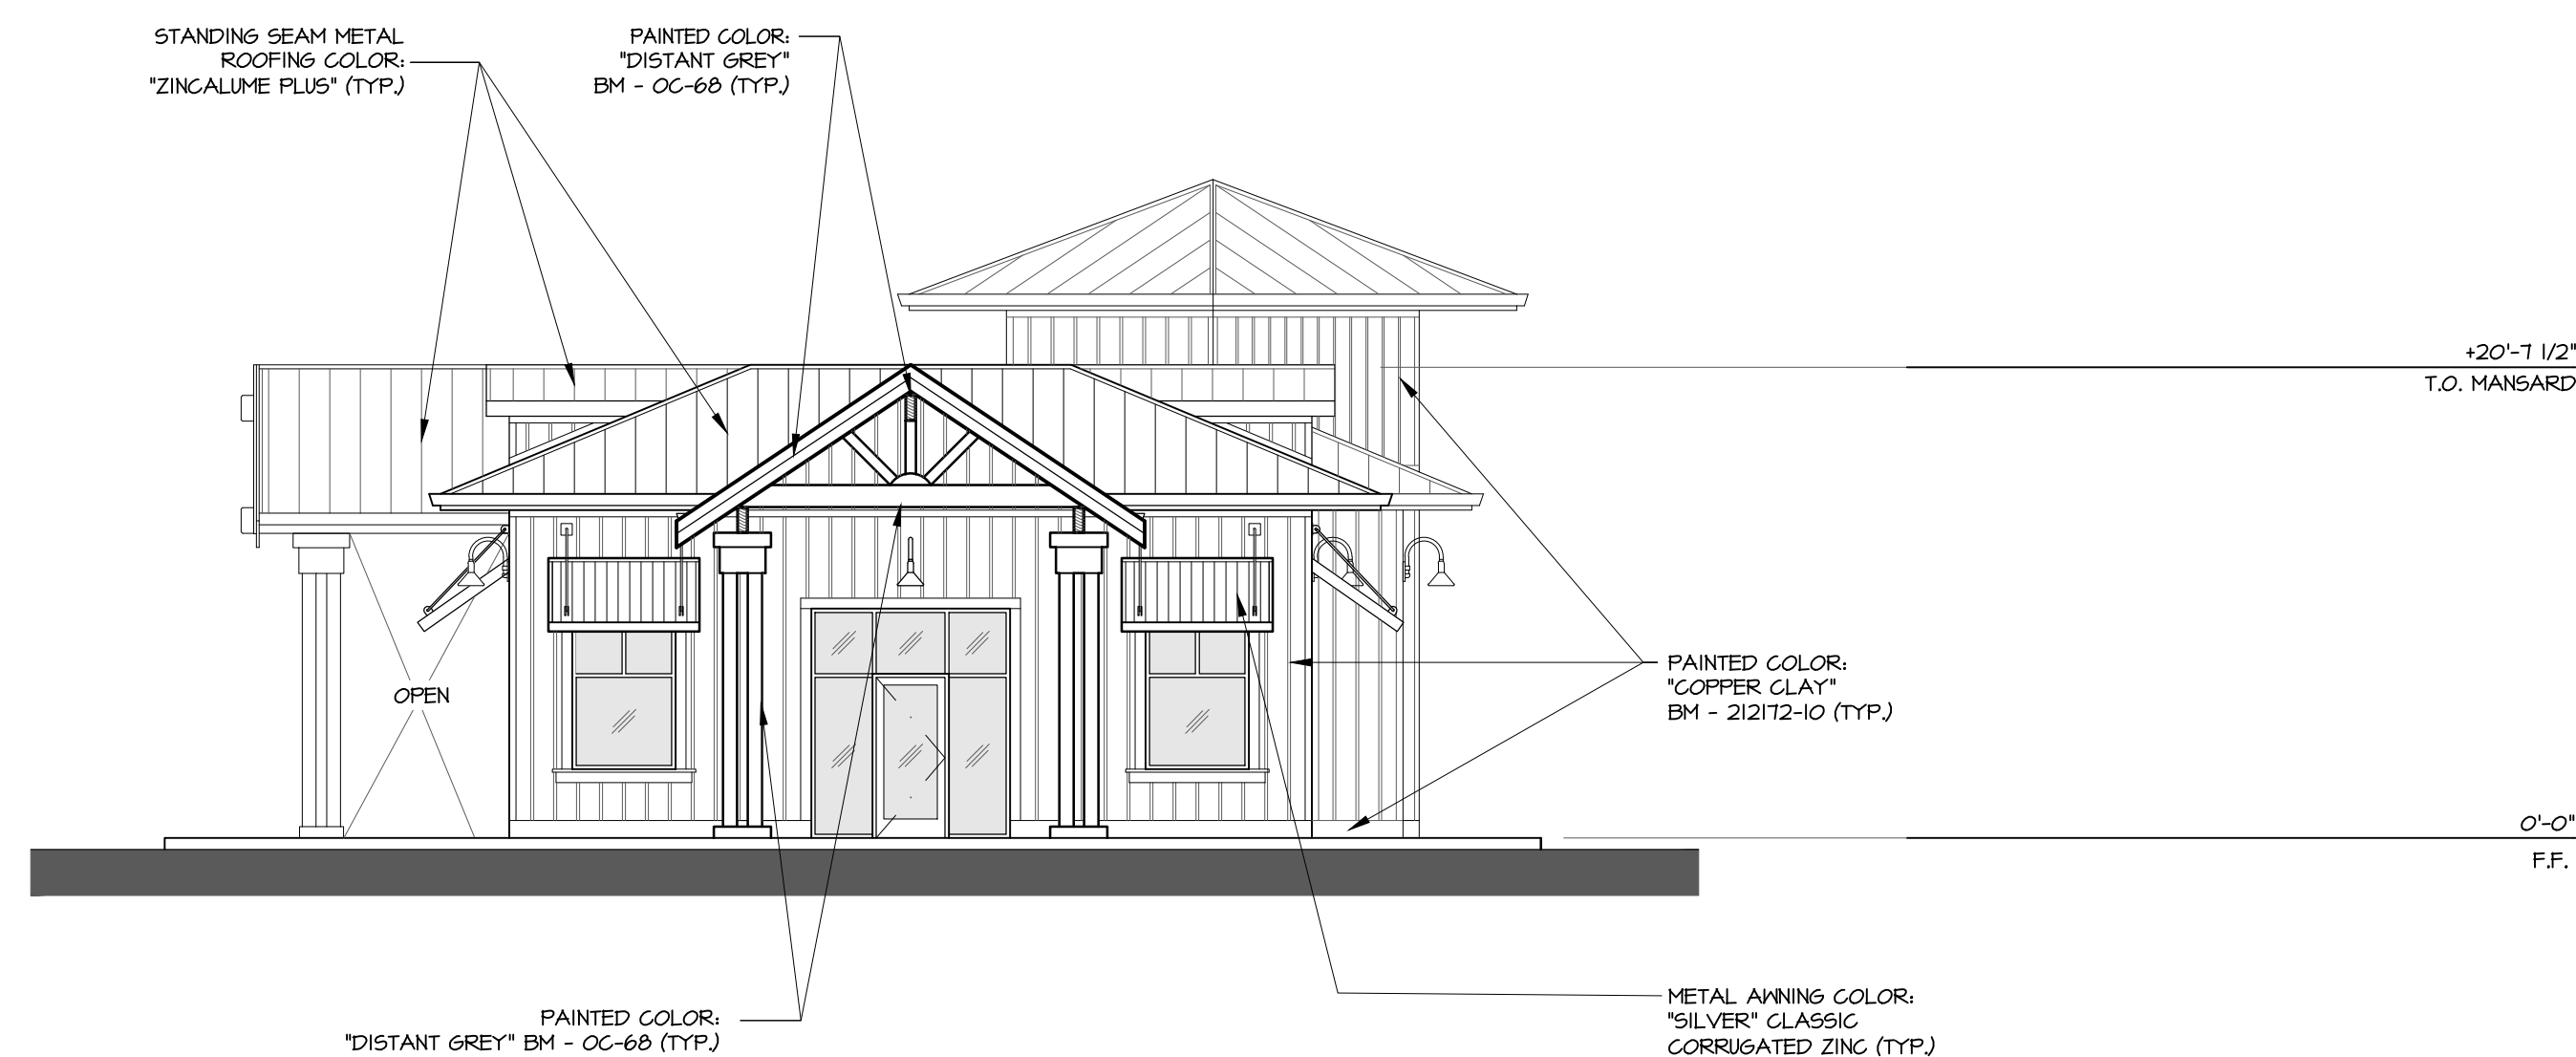 STANDING SEAM METAL
ROOFING COLOR:
"ZINCALUME PLUS" (TYP.)
PAINTED COLOR:
"DISTANT GREY"
BM - OC-68 (TYP.)
+20'-7 1/2"
T.O. MANSARD
OPEN
PAINTED COLOR:
"COPPER CLAY"
BM - 212172-10 (TYP.)
0'-0"
F.F.
METAL AWNING COLOR:
"SILVER" CLASSIC
CORRUGATED ZINC (TYP.)
PAINTED COLOR:
"DISTANT GREY" BM - OC-68 (TYP.)